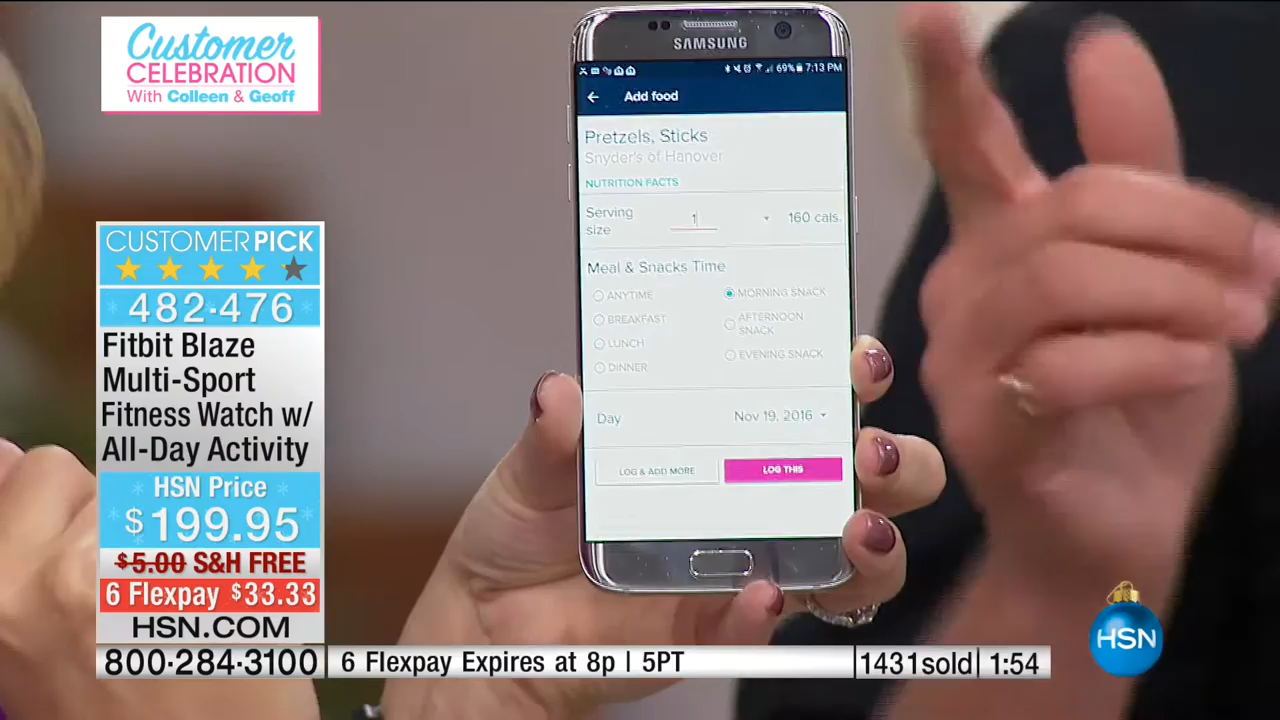 Customer
CELEBRATION
With Colleen & Geoff
CUSTOMER PICK
482-476
Fitbit Blaze
Multi-Sport
Fitness Watch w/
All-Day Activity
HSN Price
$199.95
$5.00 S&H FREE
6 Flexpay $33.33
HSN.COM
800-284-3100
6 Flexpay Expires at 8p | 5PT
1431sold
1:54
SAMSUNG
69% 7:13 PM
Add food
Pretzels, Sticks
Snyder's of Hanover
NUTRITION FACTS
Serving
size
1
160 cals.
Meal & Snacks Time
ANYTIME
MORNING SNACK
BREAKFAST
AFTERNOON
SNACK
LUNCH
EVENING SNACK
DINNER
Day
Nov 19, 2016
LOG & ADD MORE
LOG THIS
HSN